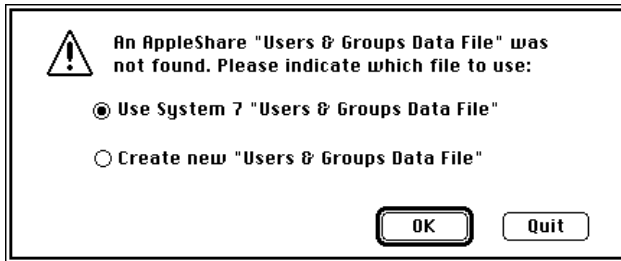 An AppleShare "Users & Groups Data File" was
not found. Please indicate which file to use:
Use System 7 "Users & Groups Data File"
Create new "Users & Groups Data File"
OK Quit